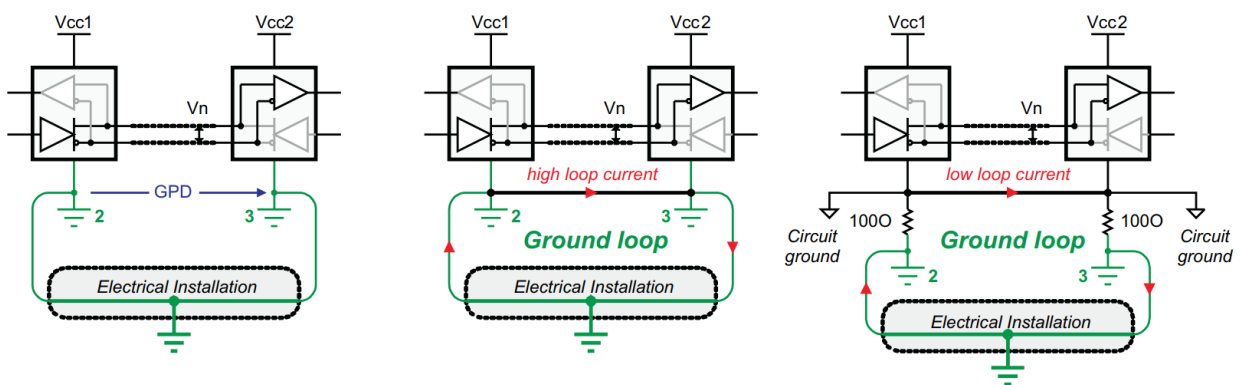 Vcc1
Vcc2
Vn
GPD
2
3
Electrical Installation
Vcc1
Vcc2
Vn
high loop current
2
3
Ground loop
Electrical Installation
Vcc1
Vcc2
Vn
low loop current
100O
100O
Circuit
ground
Ground loop
Circuit
ground
2
3
Electrical Installation